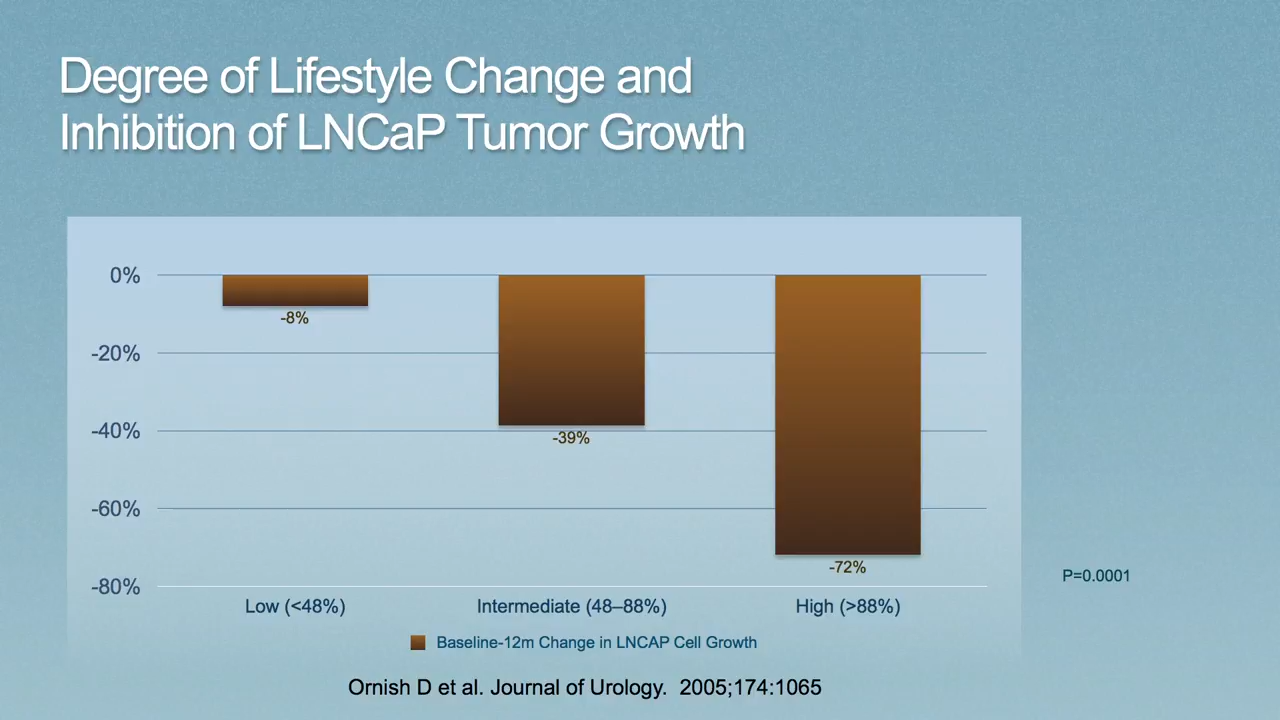 Degree of Lifestyle Change and
Inhibition of LNCaP Tumor Growth
0%
-20%
-40%
-60%
-80%
-8%
-39%
-72%
Low (<48%)
Intermediate (48–88%)
High (>88%)
Baseline-12m Change in LNCAP Cell Growth
P=0.0001
Ornish D et al. Journal of Urology.  2005;174:1065